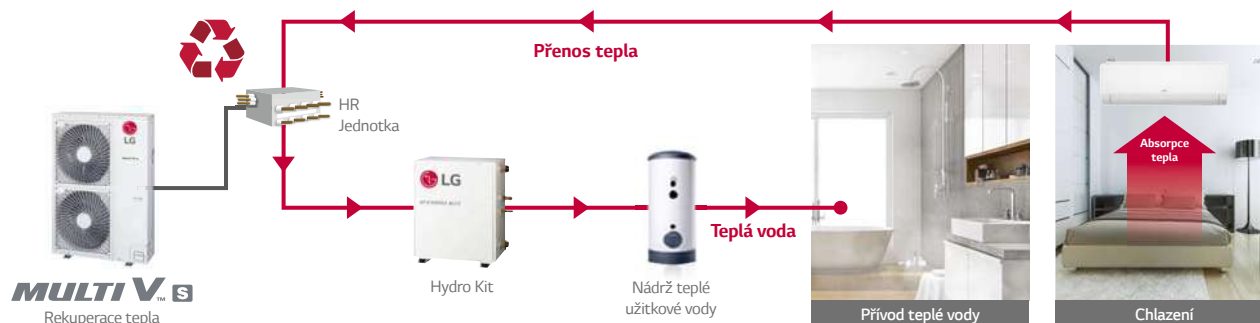 Přenos tepla
HR
Jednotka
LG
LG
Absorpce
tepla
Teplá voda
MULTI V™ S
Rekuperace tepla
Hydro Kit
Nádrž teplé
užitkové vody
Přívod teplé vody
Chlazení